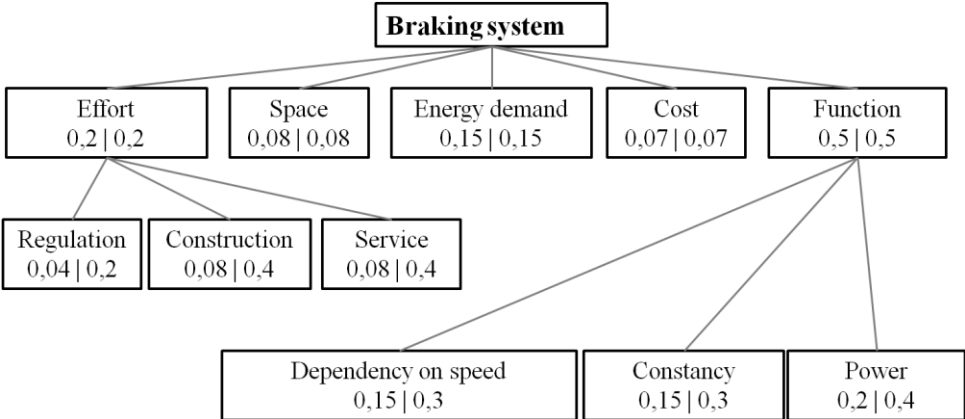 Braking system
Effort
0,2 | 0,2
Space
0,08 | 0,08
Energy demand
0,15 | 0,15
Cost
0,07 | 0,07
Function
0,5 | 0,5
Regulation
0,04 | 0,2
Construction
0,08 | 0,4
Service
0,08 | 0,4
Dependency on speed
0,15 | 0,3
Constancy
0,15 | 0,3
Power
0,2 | 0,4